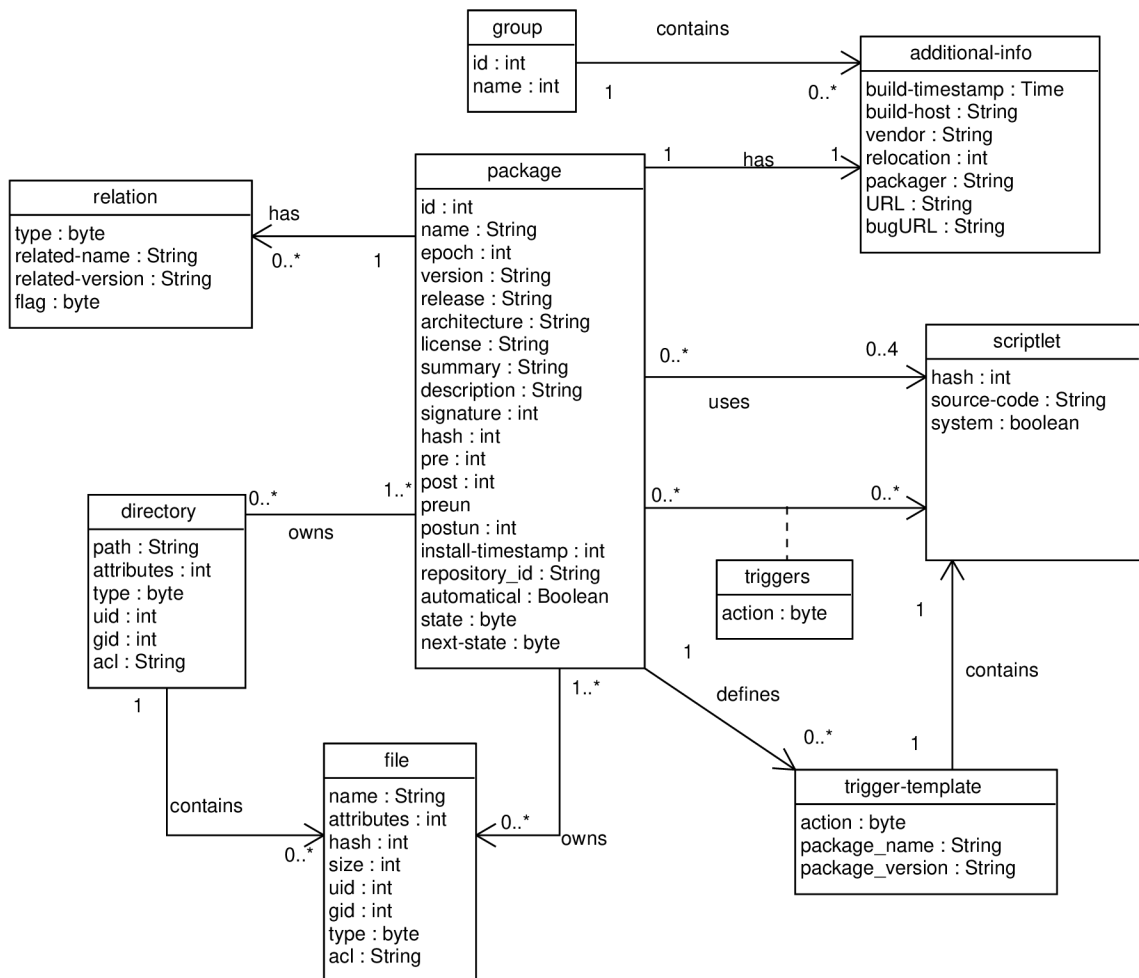 group
id : int
name : int
contains
1
0..*
additional-info
build-timestamp : Time
build-host : String
vendor : String
relocation : int
packager : String
URL : String
bugURL : String
1
has
1
package
id : int
name : String
epoch : int
version : String
release : String
architecture : String
license : String
summary : String
description : String
signature : int
hash : int
pre : int
post : int
preun
postun : int
install-timestamp : int
repository_id : String
automatical : Boolean
state : byte
next-state : byte
relation
type : byte
related-name : String
related-version : String
flag : byte
has
0..*
1
scriptlet
hash : int
source-code : String
system : boolean
0..*
0..4
uses
0..*
0..*
triggers
action : byte
directory
path : String
attributes : int
type : byte
uid : int
gid : int
acl : String
0..*
1..*
owns
1
contains
0..*
file
name : String
attributes : int
hash : int
size : int
uid : int
gid : int
type : byte
acl : String
1..*
0..*
owns
1
defines
0..*
1
contains
1
trigger-template
action : byte
package_name : String
package_version : String